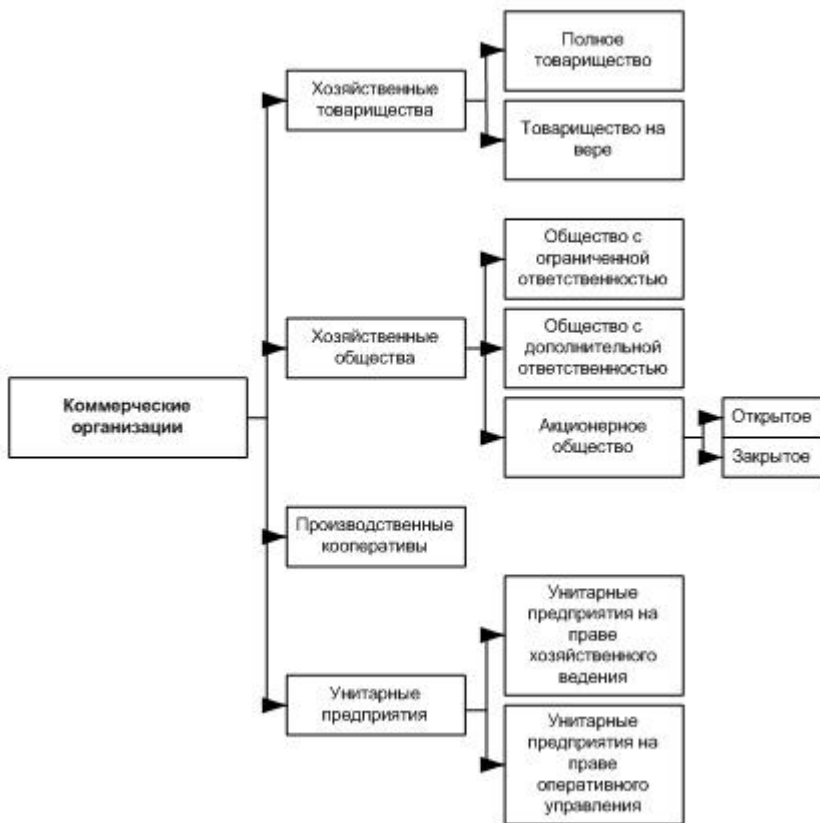 Полное
товарищество
Хозяйственные
товарищества
Товарищество на
вере
Общество с
ограниченной
ответственностью
Хозяйственные
общества
Общество с
дополнительной
ответственностью
Коммерческие
организации
Акционерное
общество
Открытое
Закрытое
Производственные
кооперативы
Унитарные
предприятия на
праве
хозяйственного
ведения
Унитарные
предприятия
Унитарные
предприятия на
праве
оперативного
управления